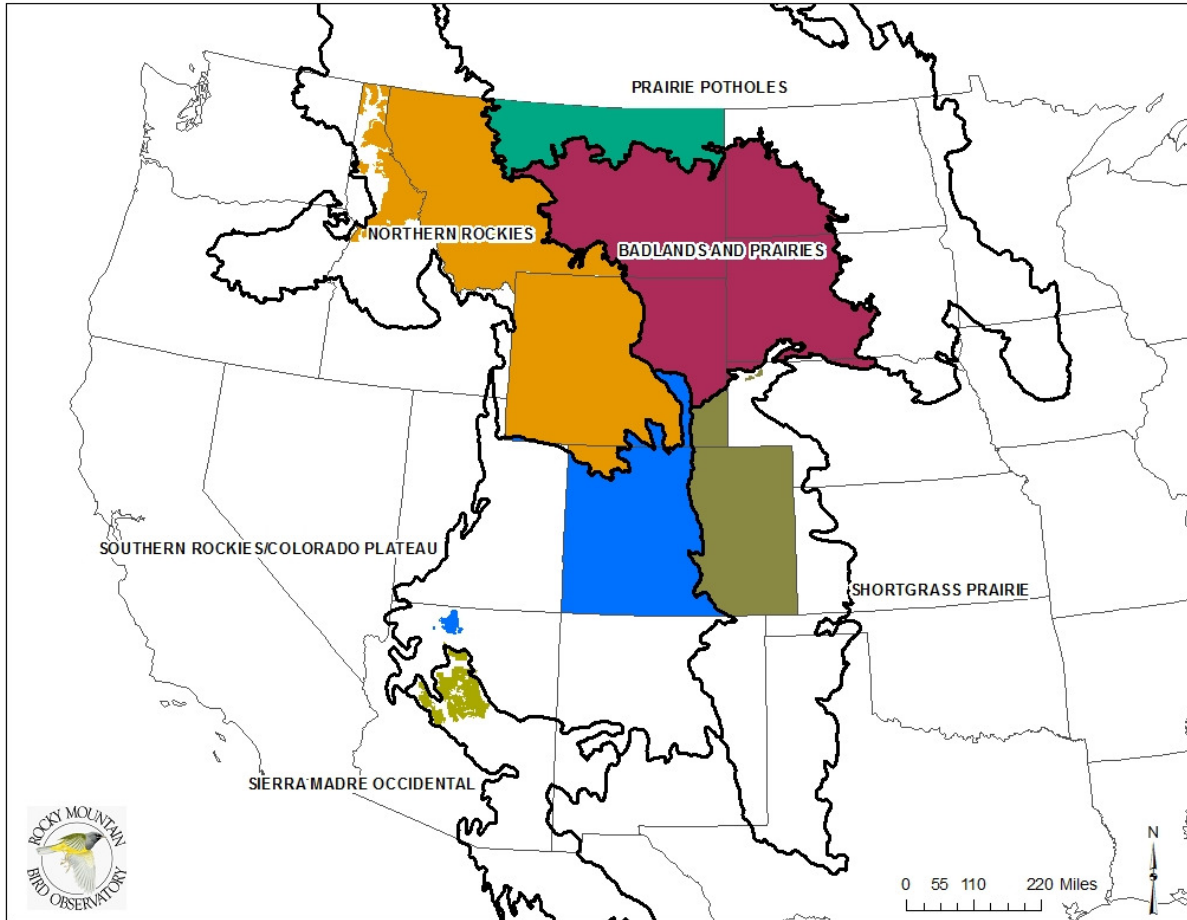 PRAIRIE POTHOLES
NORTHERN ROCKIES
BADLANDS AND PRAIRIES
SOUTHERN ROCKIES/COLORADO PLATEAU
SHORTGRASS PRAIRIE
SIERRA MADRE OCCIDENTAL
ROCKY MOUNTAIN
BIRD OBSERVATORY
N
0 55 110 220 Miles